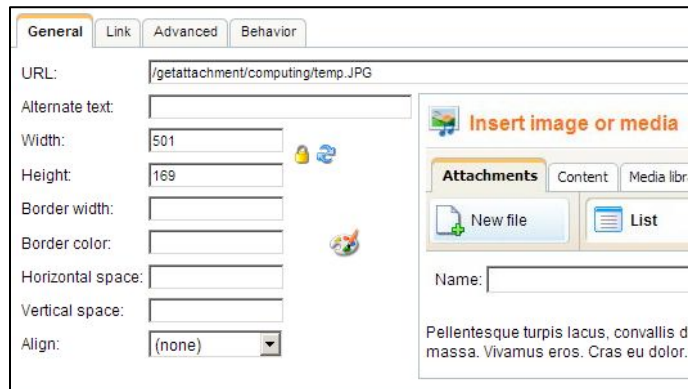 General Link Advanced Behavior
URL: /getattachment/computing/temp.JPG
Alternate text:
Width: 501
Height: 169
Border width:
Border color:
Horizontal space:
Vertical space:
Align: (none)
Insert image or media
Attachments Content Media libr
New file List
Name:
Pellentesque turpis lacus, convallis d
massa. Vivamus eros. Cras eu dolor.